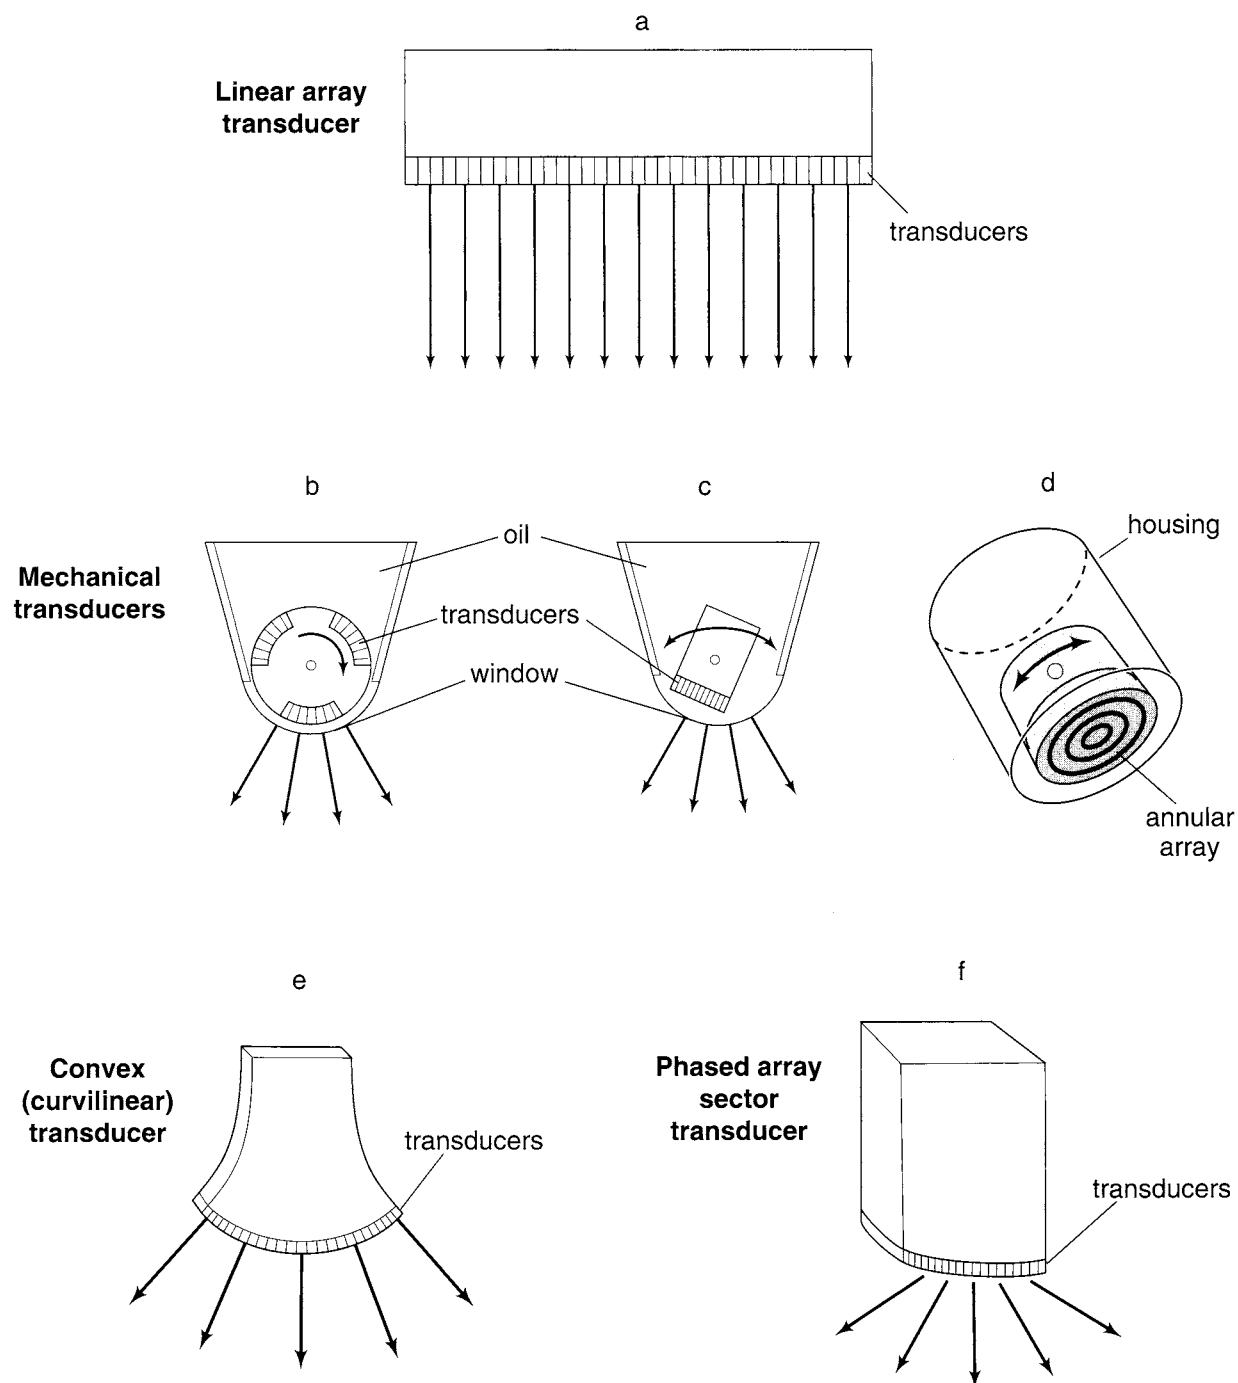 a
Linear array
transducer
transducers
b
c
d
housing
oil
Mechanical
transducers
transducers
window
annular
array
e
f
Convex
(curvilinear)
transducer
transducers
Phased array
sector
transducer
transducers